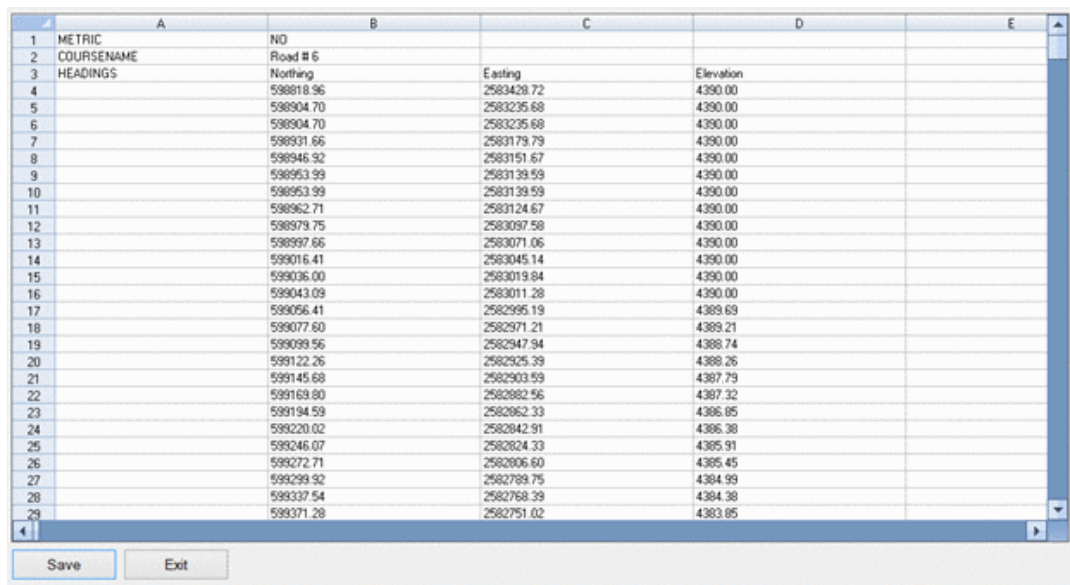 A B C D E
1 METRIC NO
2 COURSENAME Road # 6
3 HEADINGS Northing Easting Elevation
4 598818.96 2583428.72 4390.00
5 598904.70 2583235.68 4390.00
6 598904.70 2583235.68 4390.00
7 598931.66 2583179.79 4390.00
8 598946.92 2583151.67 4390.00
9 598953.99 2583139.59 4390.00
10 598953.99 2583139.59 4390.00
11 598962.71 2583124.67 4390.00
12 598979.75 2583097.58 4390.00
13 598997.66 2583071.06 4390.00
14 599016.41 2583045.14 4390.00
15 599036.00 2583019.84 4390.00
16 599043.09 2583011.28 4390.00
17 599056.41 2582995.19 4389.69
18 599077.60 2582971.21 4389.21
19 599099.56 2582947.94 4388.74
20 599122.26 2582925.39 4388.26
21 599145.68 2582903.59 4387.79
22 599169.80 2582882.56 4387.32
23 599194.59 2582862.33 4386.85
24 599220.02 2582842.91 4386.38
25 599246.07 2582824.33 4385.91
26 599272.71 2582806.60 4385.45
27 599299.92 2582789.75 4384.99
28 599337.54 2582768.39 4384.38
29 599371.28 2582751.02 4383.85
Save Exit